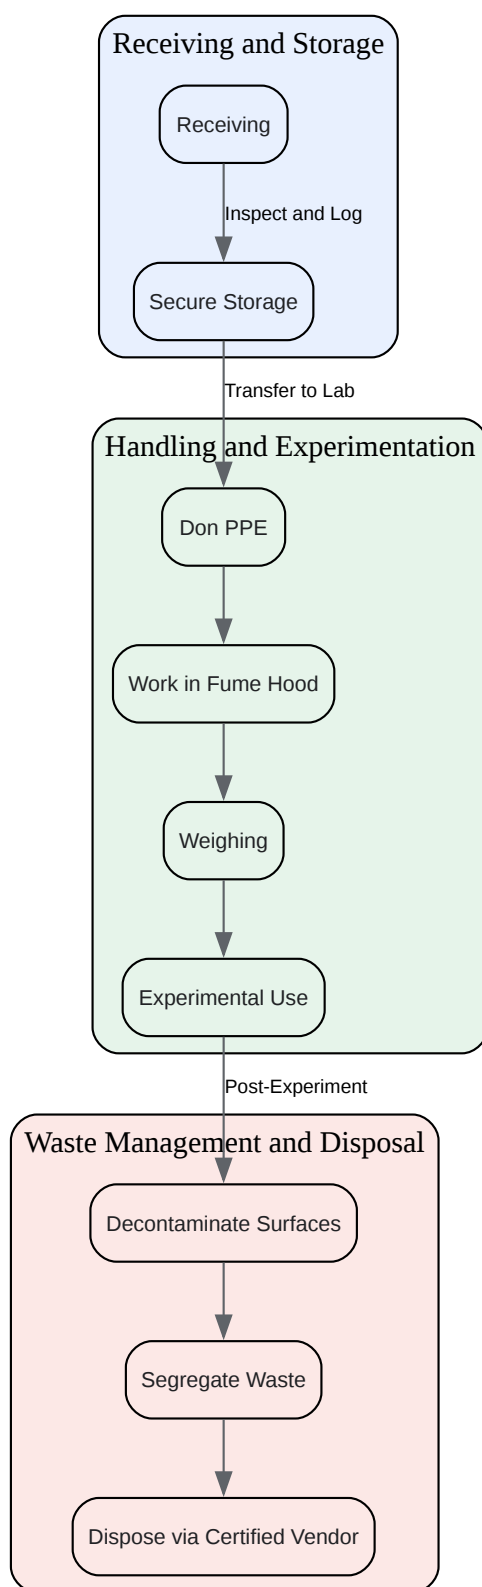 Receiving and Storage
Receiving
Inspect and Log
Secure Storage
Transfer to Lab
Handling and Experimentation
Don PPE
Work in Fume Hood
Weighing
Experimental Use
Post-Experiment
Waste Management and Disposal
Decontaminate Surfaces
Segregate Waste
Dispose via Certified Vendor